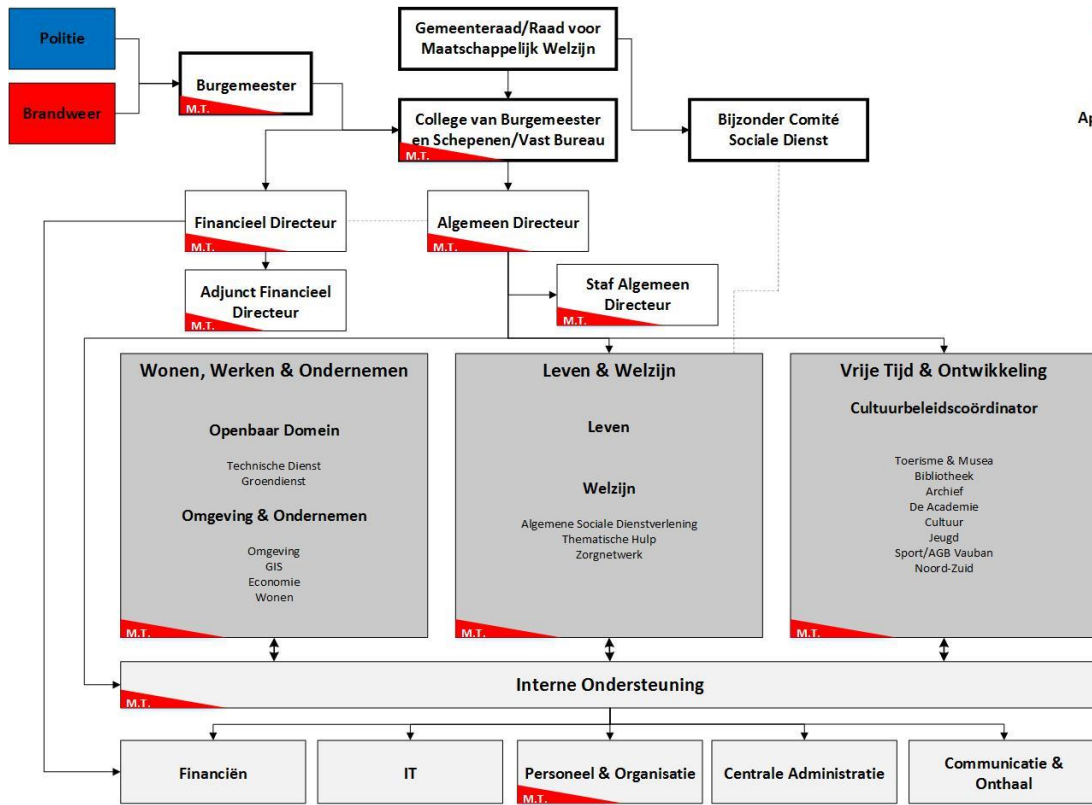 Politie
Brandweer
Burgemeester
M.T.
Gemeenteraad/Raad voor
Maatschappelijk Welzijn
College van Burgemeester
en Schepenen/Vast Bureau
M.T.
Bijzonder Comité
Sociale Dienst
Ap
Financieel Directeur
M.T.
Algemeen Directeur
M.T.
Adjunct Financieel
Directeur
M.T.
Staf Algemeen
Directeur
M.T.
Wonen, Werken & Ondernemen
Openbaar Domein
Technische Dienst
Groendienst
Omgeving & Ondernemen
Omgeving
GIS
Economie
Wonen
M.T.
Leven & Welzijn
Leven
Welzijn
Algemene Sociale Dienstverlening
Thematische Hulp
Zorgnetwerk
M.T.
Vrije Tijd & Ontwikkeling
Cultuurbeleidscoördinator
Toerisme & Musea
Bibliotheek
Archief
De Academie
Cultuur
Jeugd
Sport/AGB Vauban
Noord-Zuid
M.T.
Interne Ondersteuning
M.T.
Financiën
IT
Personeel & Organisatie
M.T.
Centrale Administratie
Communicatie &
Onthaal